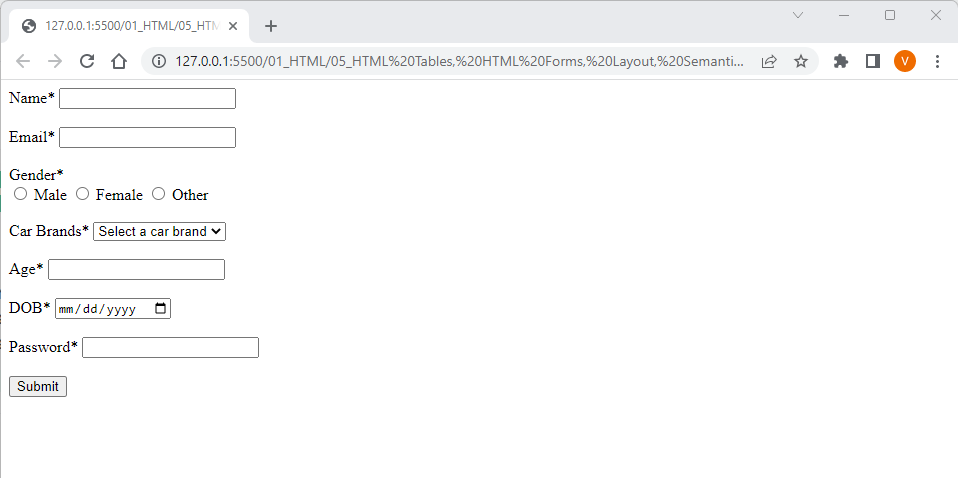 127.0.0.1:5500/01_HTML/05_HTM
127.0.0.1:5500/01_HTML/05_HTML%20Tables,%20HTML%20Forms,%20Layout,%20Semanti... V
Name*
Email*
Gender*
Male Female Other
Car Brands* Select a car brand
Age*
DOB* mm/dd/yyyy
Password*
Submit